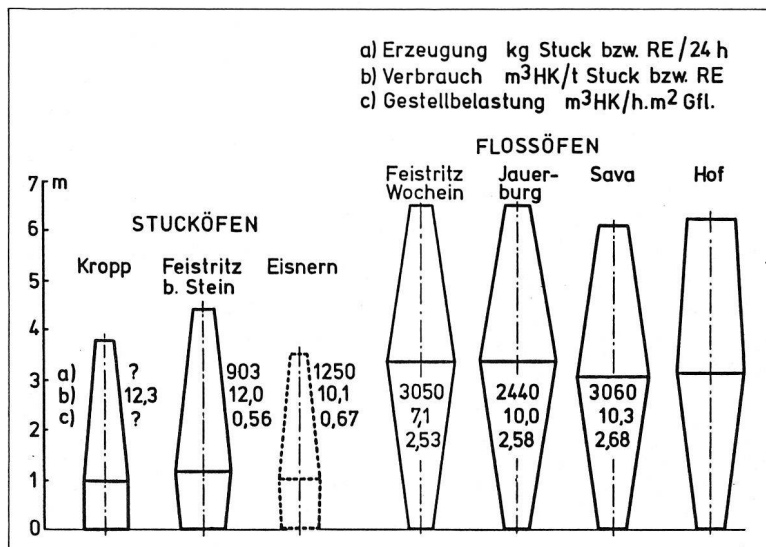 a) Erzeugung kg Stuck bzw. RE/24 h
b) Verbrauch m³HK/t Stuck bzw. RE
c) Gestellbelastung m³HK/h.m² Gfl.
FLOSSÖFEN
Feistritz Wochein
Jauer-
burg
Sava
Hof
STUCKÖFEN
Kropp
Feistritz
b. Stein
Eisnern
7 m
6
5
4
3
2
1
0
a) ? 903 1250
b) 12,3 12,0 10,1
c) ? 0,56 0,67
3050 2440 3060
7,1 10,0 10,3
2,53 2,58 2,68